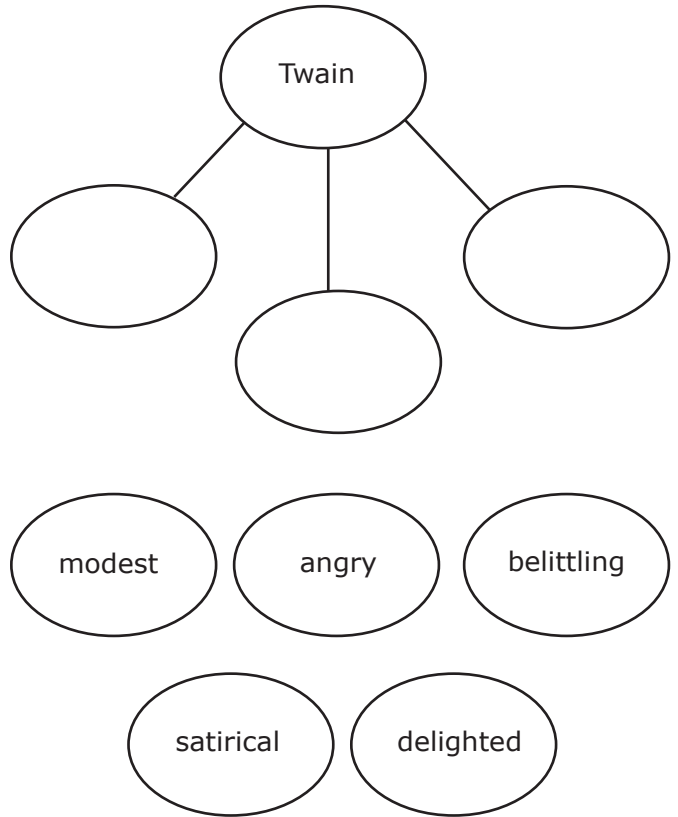 Twain
modest
angry
belittling
satirical
delighted